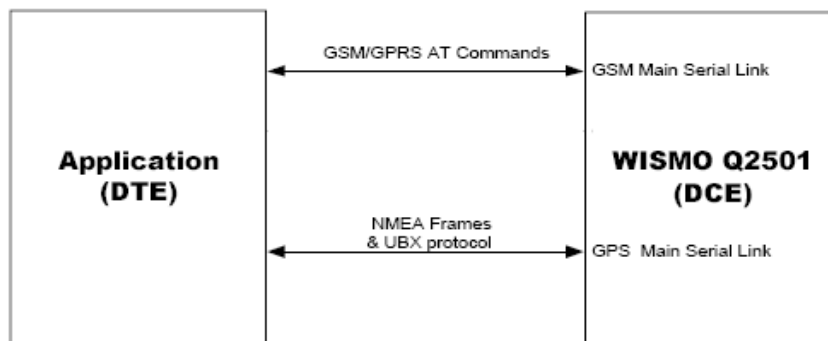 GSM/GPRS AT Commands
GSM Main Serial Link
Application
(DTE)
WISMO Q2501
(DCE)
NMEA Frames
& UBX protocol
GPS Main Serial Link